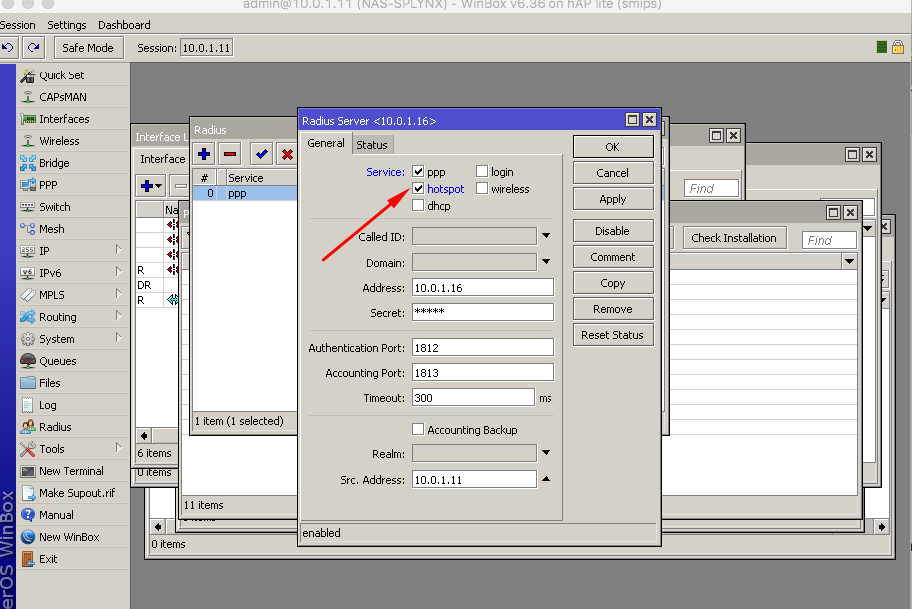 admin@10.0.1.11 (NAS-SPLYNX) - WinBox v6.36 on hAP lite (smips)
Session Settings Dashboard
Safe Mode Session: 10.0.1.11
Quick Set
CAPsMAN
Interfaces
Wireless
Bridge
PPP
Switch
Mesh
IP
IPv6
MPLS
Routing
System
Queues
Files
Log
Radius
Tools
New Terminal
Make Supout.rif
Manual
New WinBox
Exit
erOS WinBox
Interface L
Interface
Na
R
DR
R
6 items
0 items
Radius
# Service
0 ppp
1 item (1 selected)
11 items
0 items
Radius Server <10.0.1.16>
General Status
Service: ppp login
hotspot wireless
dhcp
Called ID:
Domain:
Address: 10.0.1.16
Secret: *****
Authentication Port: 1812
Accounting Port: 1813
Timeout: 300 ms
Accounting Backup
Realm:
Src. Address: 10.0.1.11
enabled
OK
Cancel
Apply
Disable
Comment
Copy
Remove
Reset Status
Find
Check Installation Find